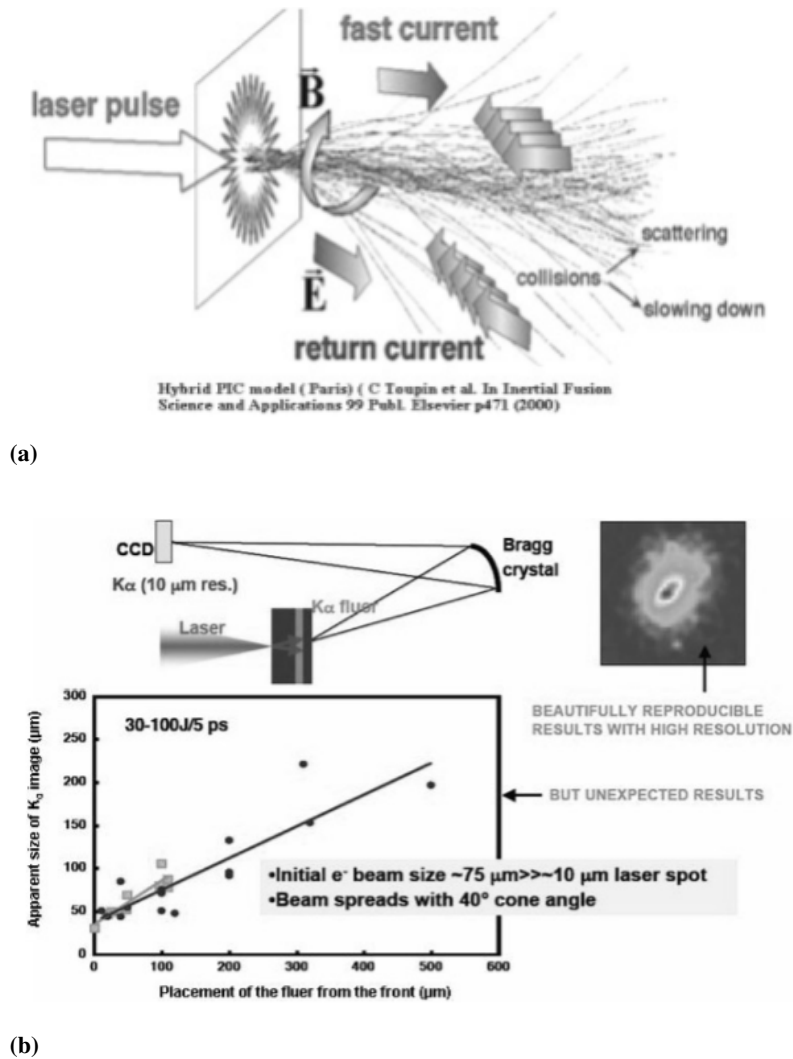 fast current
laser pulse
B
scattering
collisions
E
slowing down
return current
Hybrid PIC model ( Paris) ( C Toupin et al. In Inertial Fusion
Science and Applications 99 Publ. Elsevier p471 (2000)
(a)
CCD
Bragg
crystal
Kα (10 μm res.)
Kα fluor
Laser
BEAUTIFULLY REPRODUCIBLE
RESULTS WITH HIGH RESOLUTION
300
30-100J/5 ps
250
200
BUT UNEXPECTED RESULTS
150
100
•Initial e- beam size ~75 μm>>~10 μm laser spot
•Beam spreads with 40° cone angle
50
0
0 100 200 300 400 500 600
Apparent size of Kα image (μm)
Placement of the fluer from the front (μm)
(b)